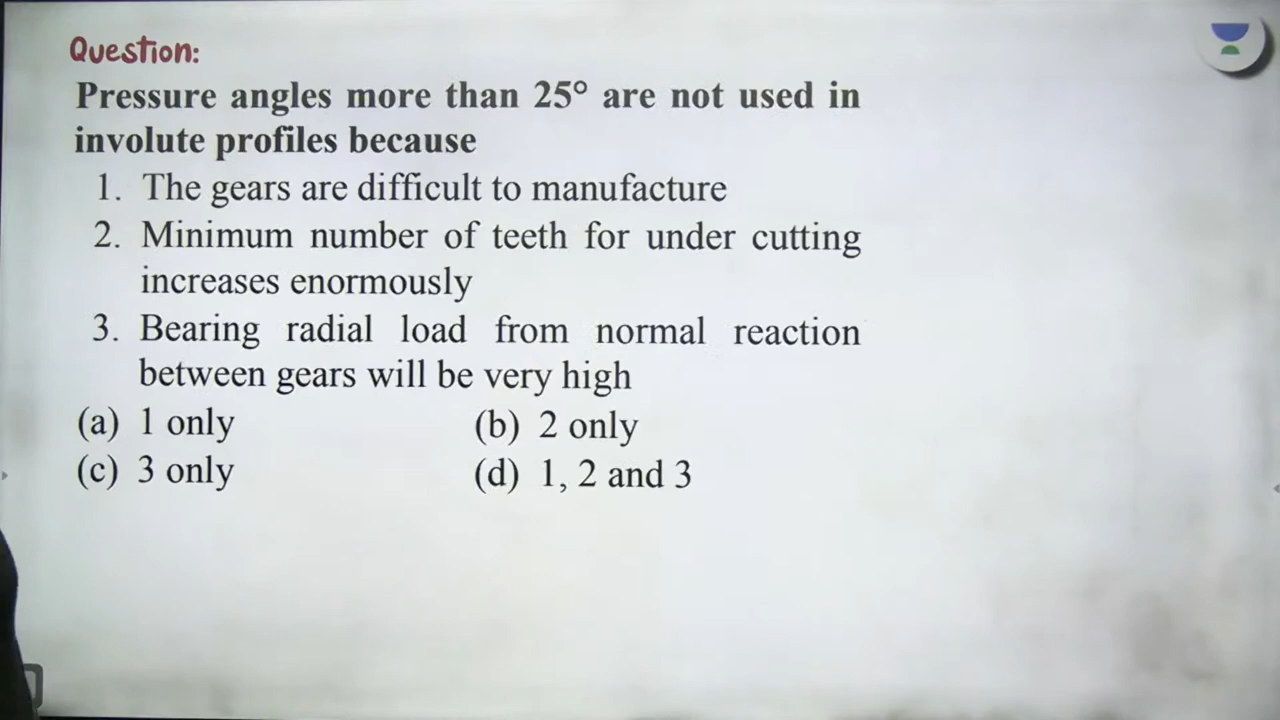 Question:
Pressure angles more than 25° are not used in
involute profiles because
1. The gears are difficult to manufacture
2. Minimum number of teeth for under cutting
increases enormously
3. Bearing radial load from normal reaction
between gears will be very high
(a) 1 only (b) 2 only
(c) 3 only (d) 1, 2 and 3